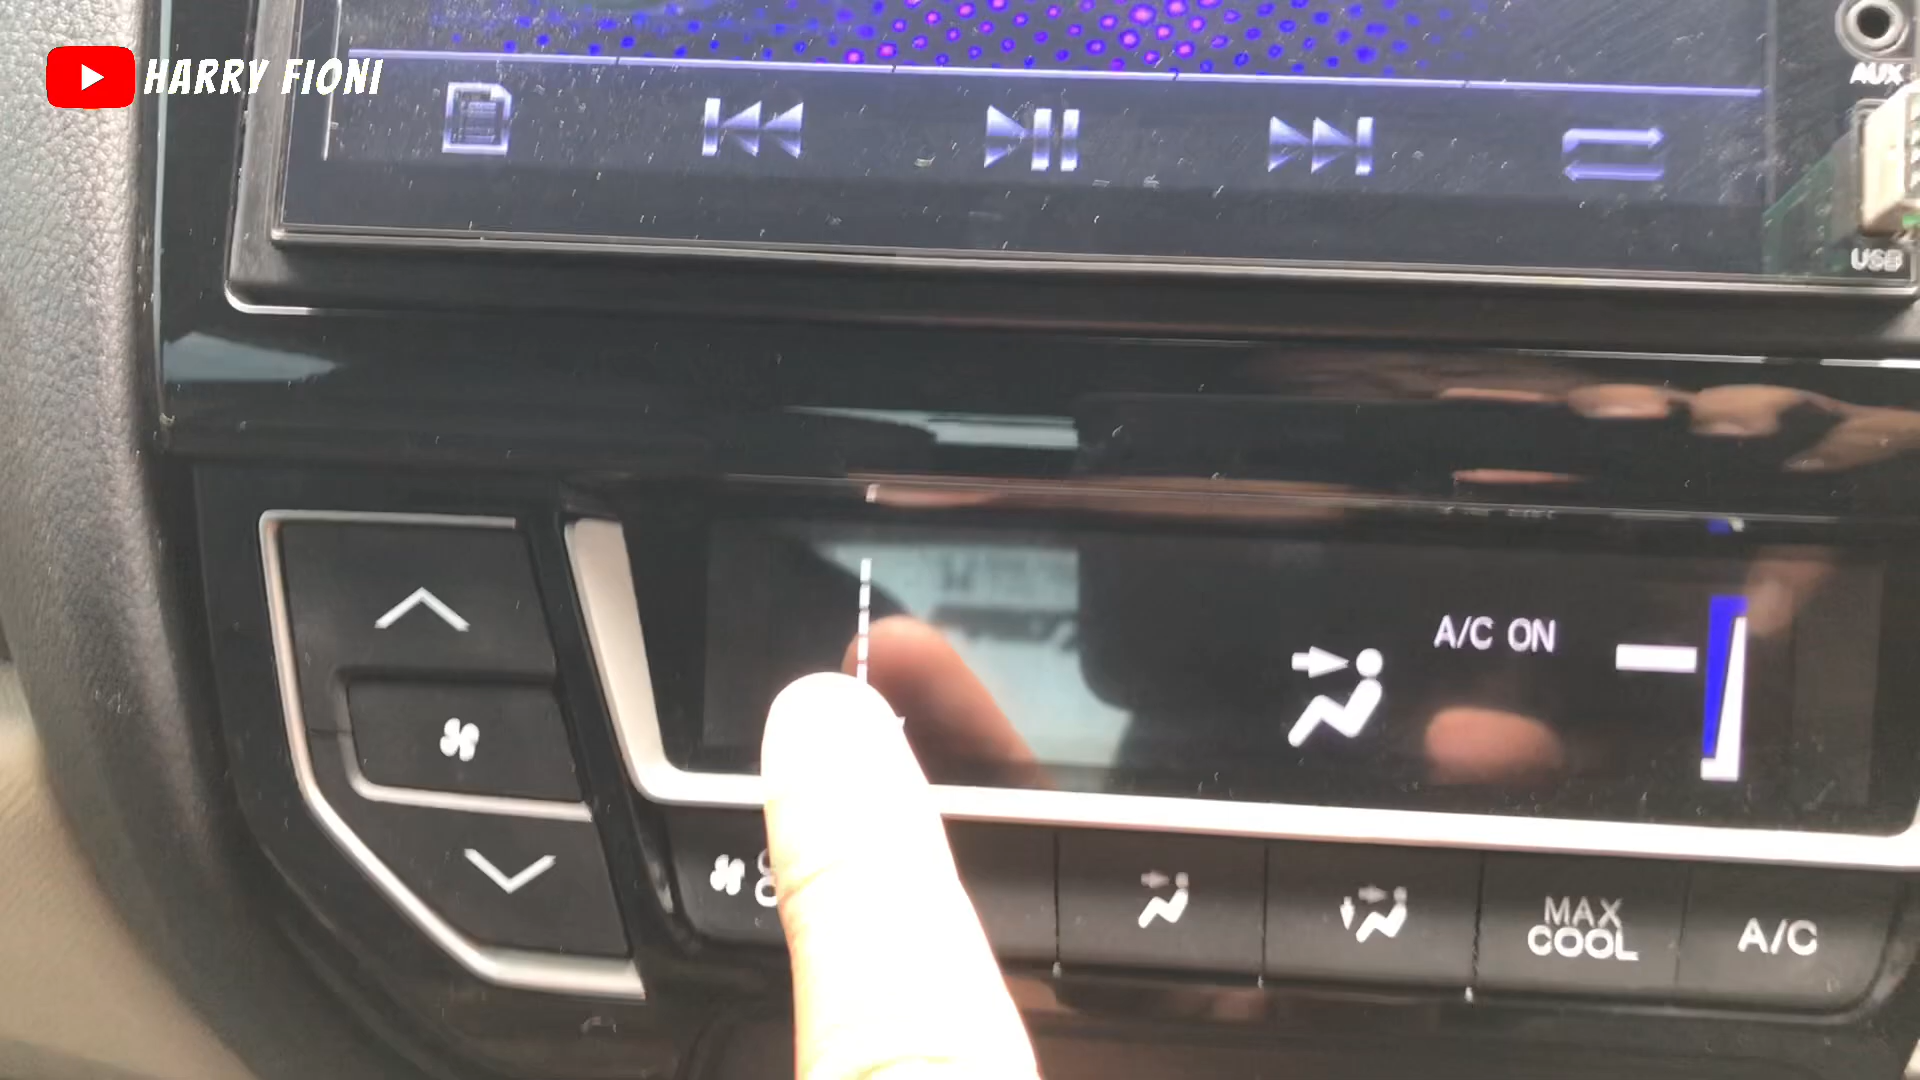 HARRY FIONI
AUX
USB
A/C ON
MAX
COOL
A/C